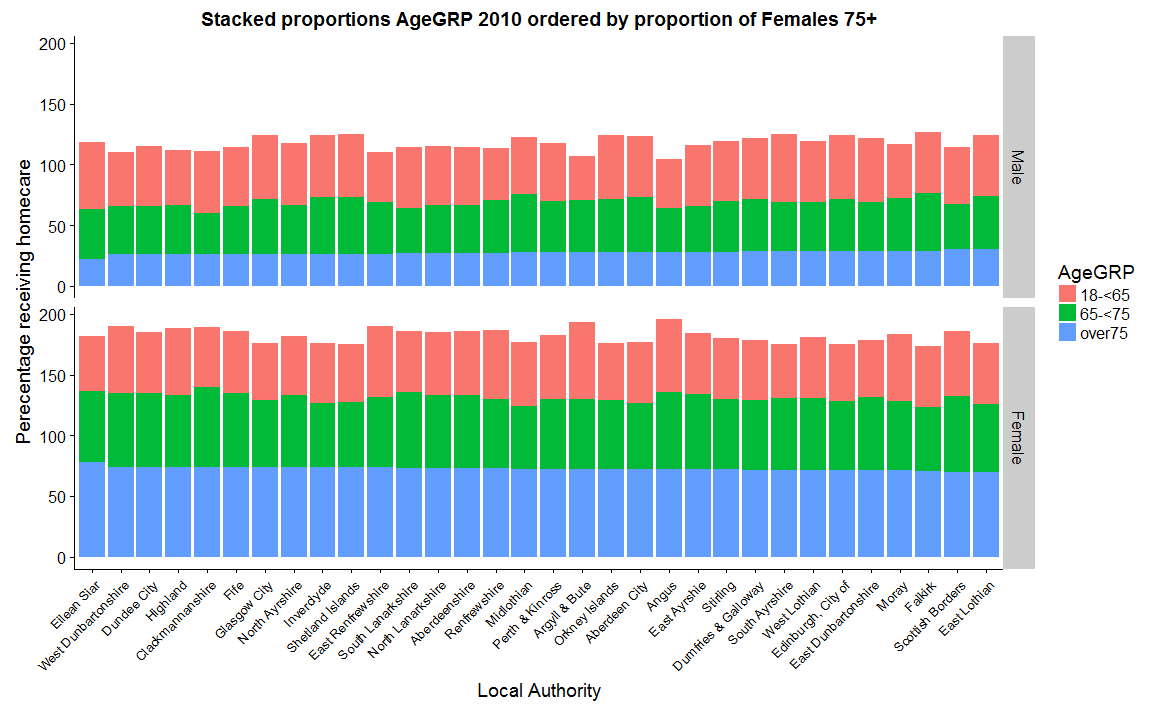 Stacked proportions AgeGRP 2010 ordered by proportion of Females 75+
Perecentage receiving homecare
200
150
100
50
0
Male
200
150
100
50
0
Female
Eilean Siar
West Dunbartonshire
Dundee City
Highland
Clackmannanshire
Fife
Glasgow City
North Ayrshire
Inverclyde
Shetland Islands
East Renfrewshire
South Lanarkshire
North Lanarkshire
Aberdeenshire
Renfrewshire
Midlothian
Perth & Kinross
Argyll & Bute
Orkney Islands
Aberdeen City
Angus
East Ayrshie
Stirling
Dumfries & Galloway
South Ayrshire
West Lothian
Edinburgh, City of
East Dunbartonshire
Moray
Falkirk
Scottish Borders
East Lothian
Local Authority
AgeGRP
18-<65
65-<75
over75